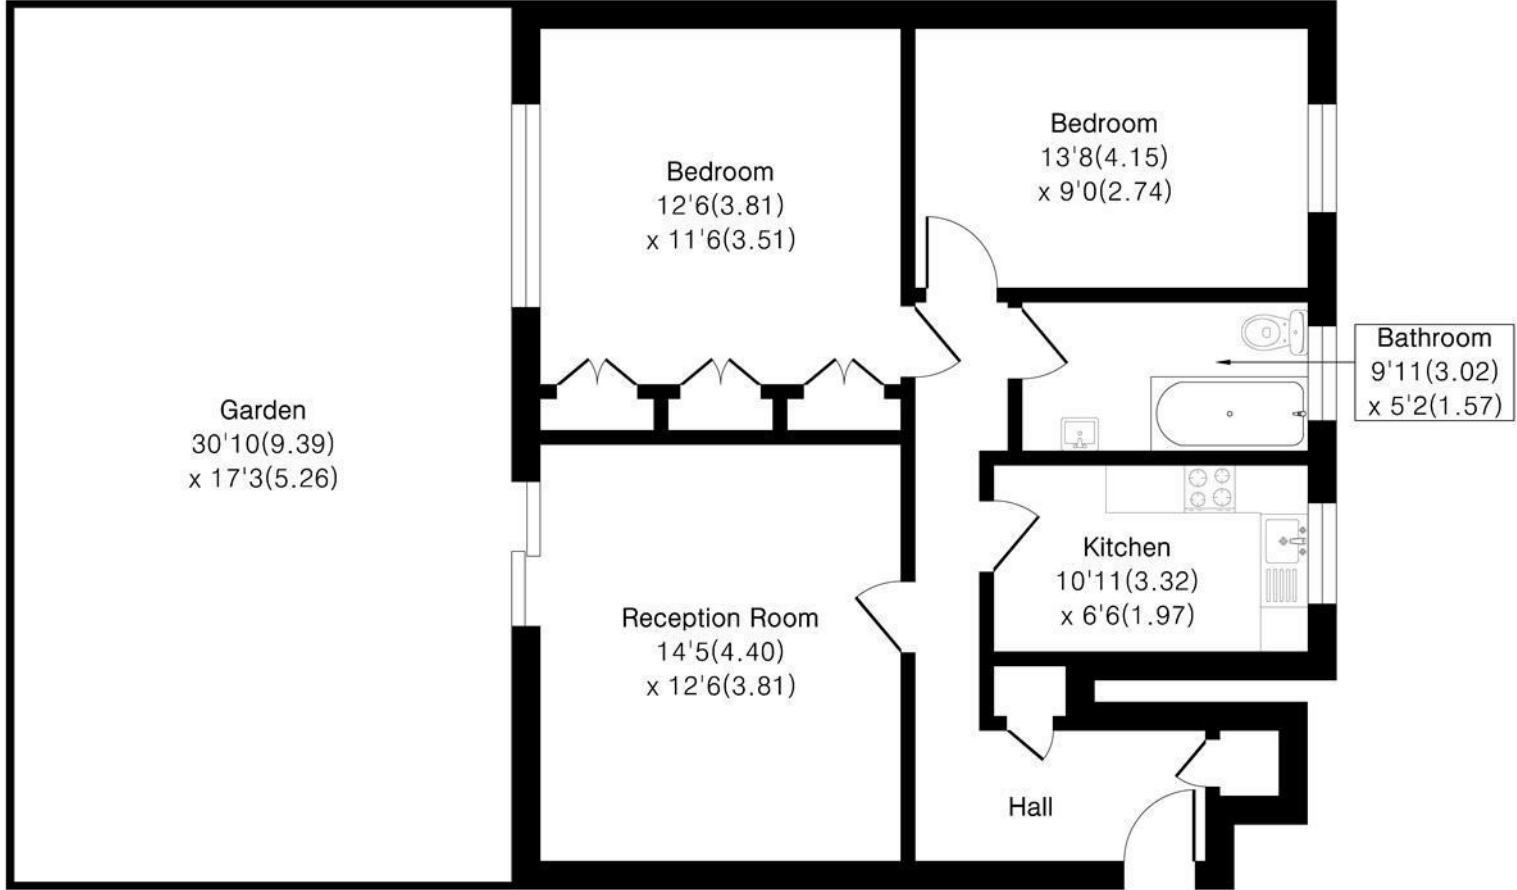 Bedroom
12'6(3.81)
x 11'6(3.51)
Bedroom
13'8(4.15)
x 9'0(2.74)
Bathroom
9'11(3.02)
x 5'2(1.57)
Garden
30'10(9.39)
x 17'3(5.26)
Kitchen
10'11(3.32)
x 6'6(1.97)
Reception Room
14'5(4.40)
x 12'6(3.81)
Hall